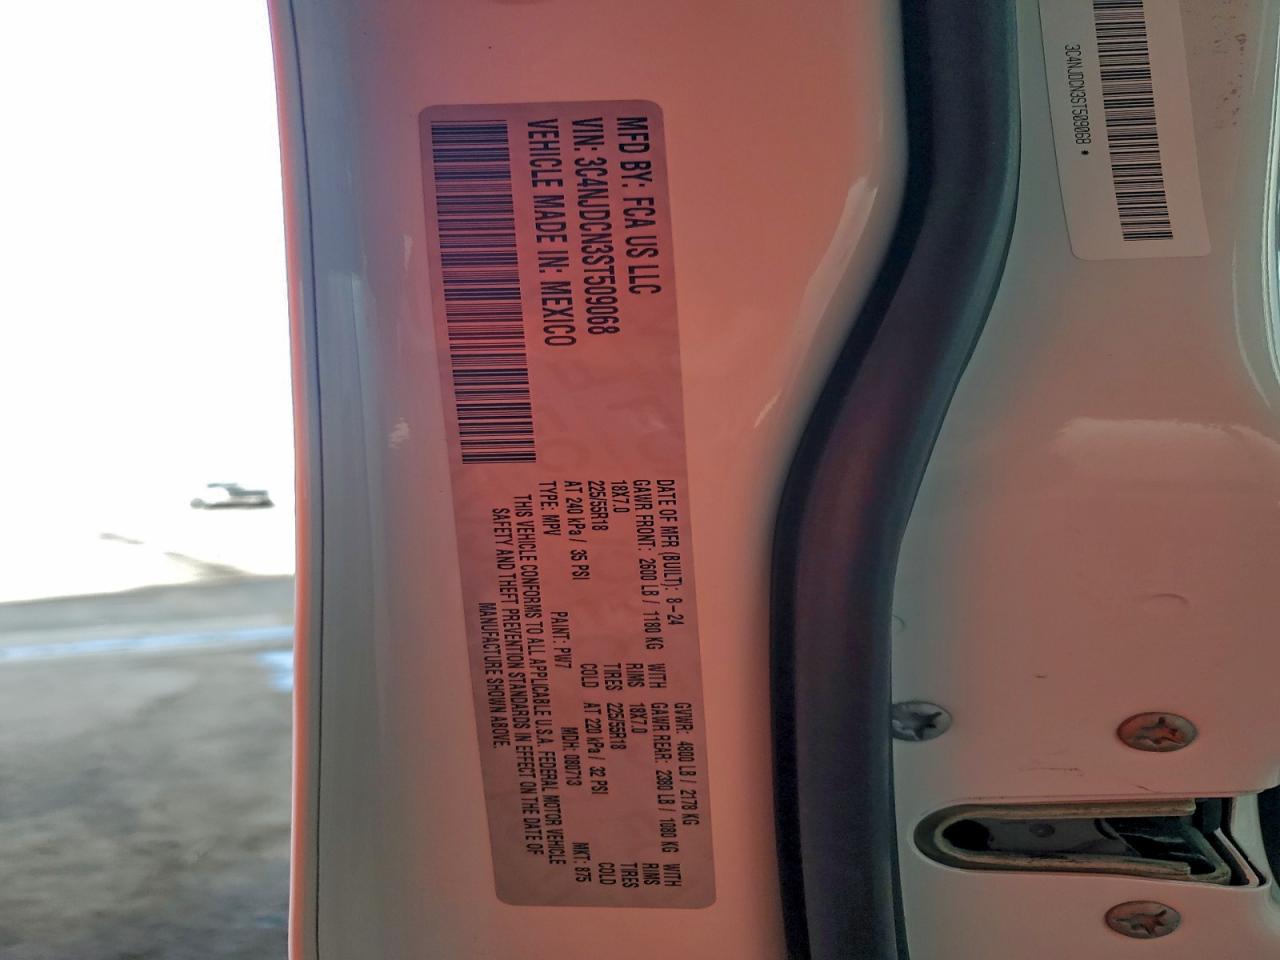 MFD BY: FCA US LLC
VIN: 3C4NJDCN3ST509068
VEHICLE MADE IN: MEXICO
DATE OF MFR (BUILT): 8-24 GVWR: 4800 LB / 2178 KG
GAWR FRONT: 2600 LB / 1180 KG WITH GAWR REAR: 2380 LB / 1080 KG WITH
18X7.0 RIMS 18X7.0 RIMS
225/55R18 TIRES 225/55R18 TIRES
AT 240 kPa / 35 PSI COLD AT 220 kPa / 32 PSI COLD
TYPE: MPV PAINT: PW7 MDH: 080713 MKT: 875
THIS VEHICLE CONFORMS TO ALL APPLICABLE U.S.A. FEDERAL MOTOR VEHICLE
SAFETY AND THEFT PREVENTION STANDARDS IN EFFECT ON THE DATE OF
MANUFACTURE SHOWN ABOVE.
3C4NJDCN3ST509068 *